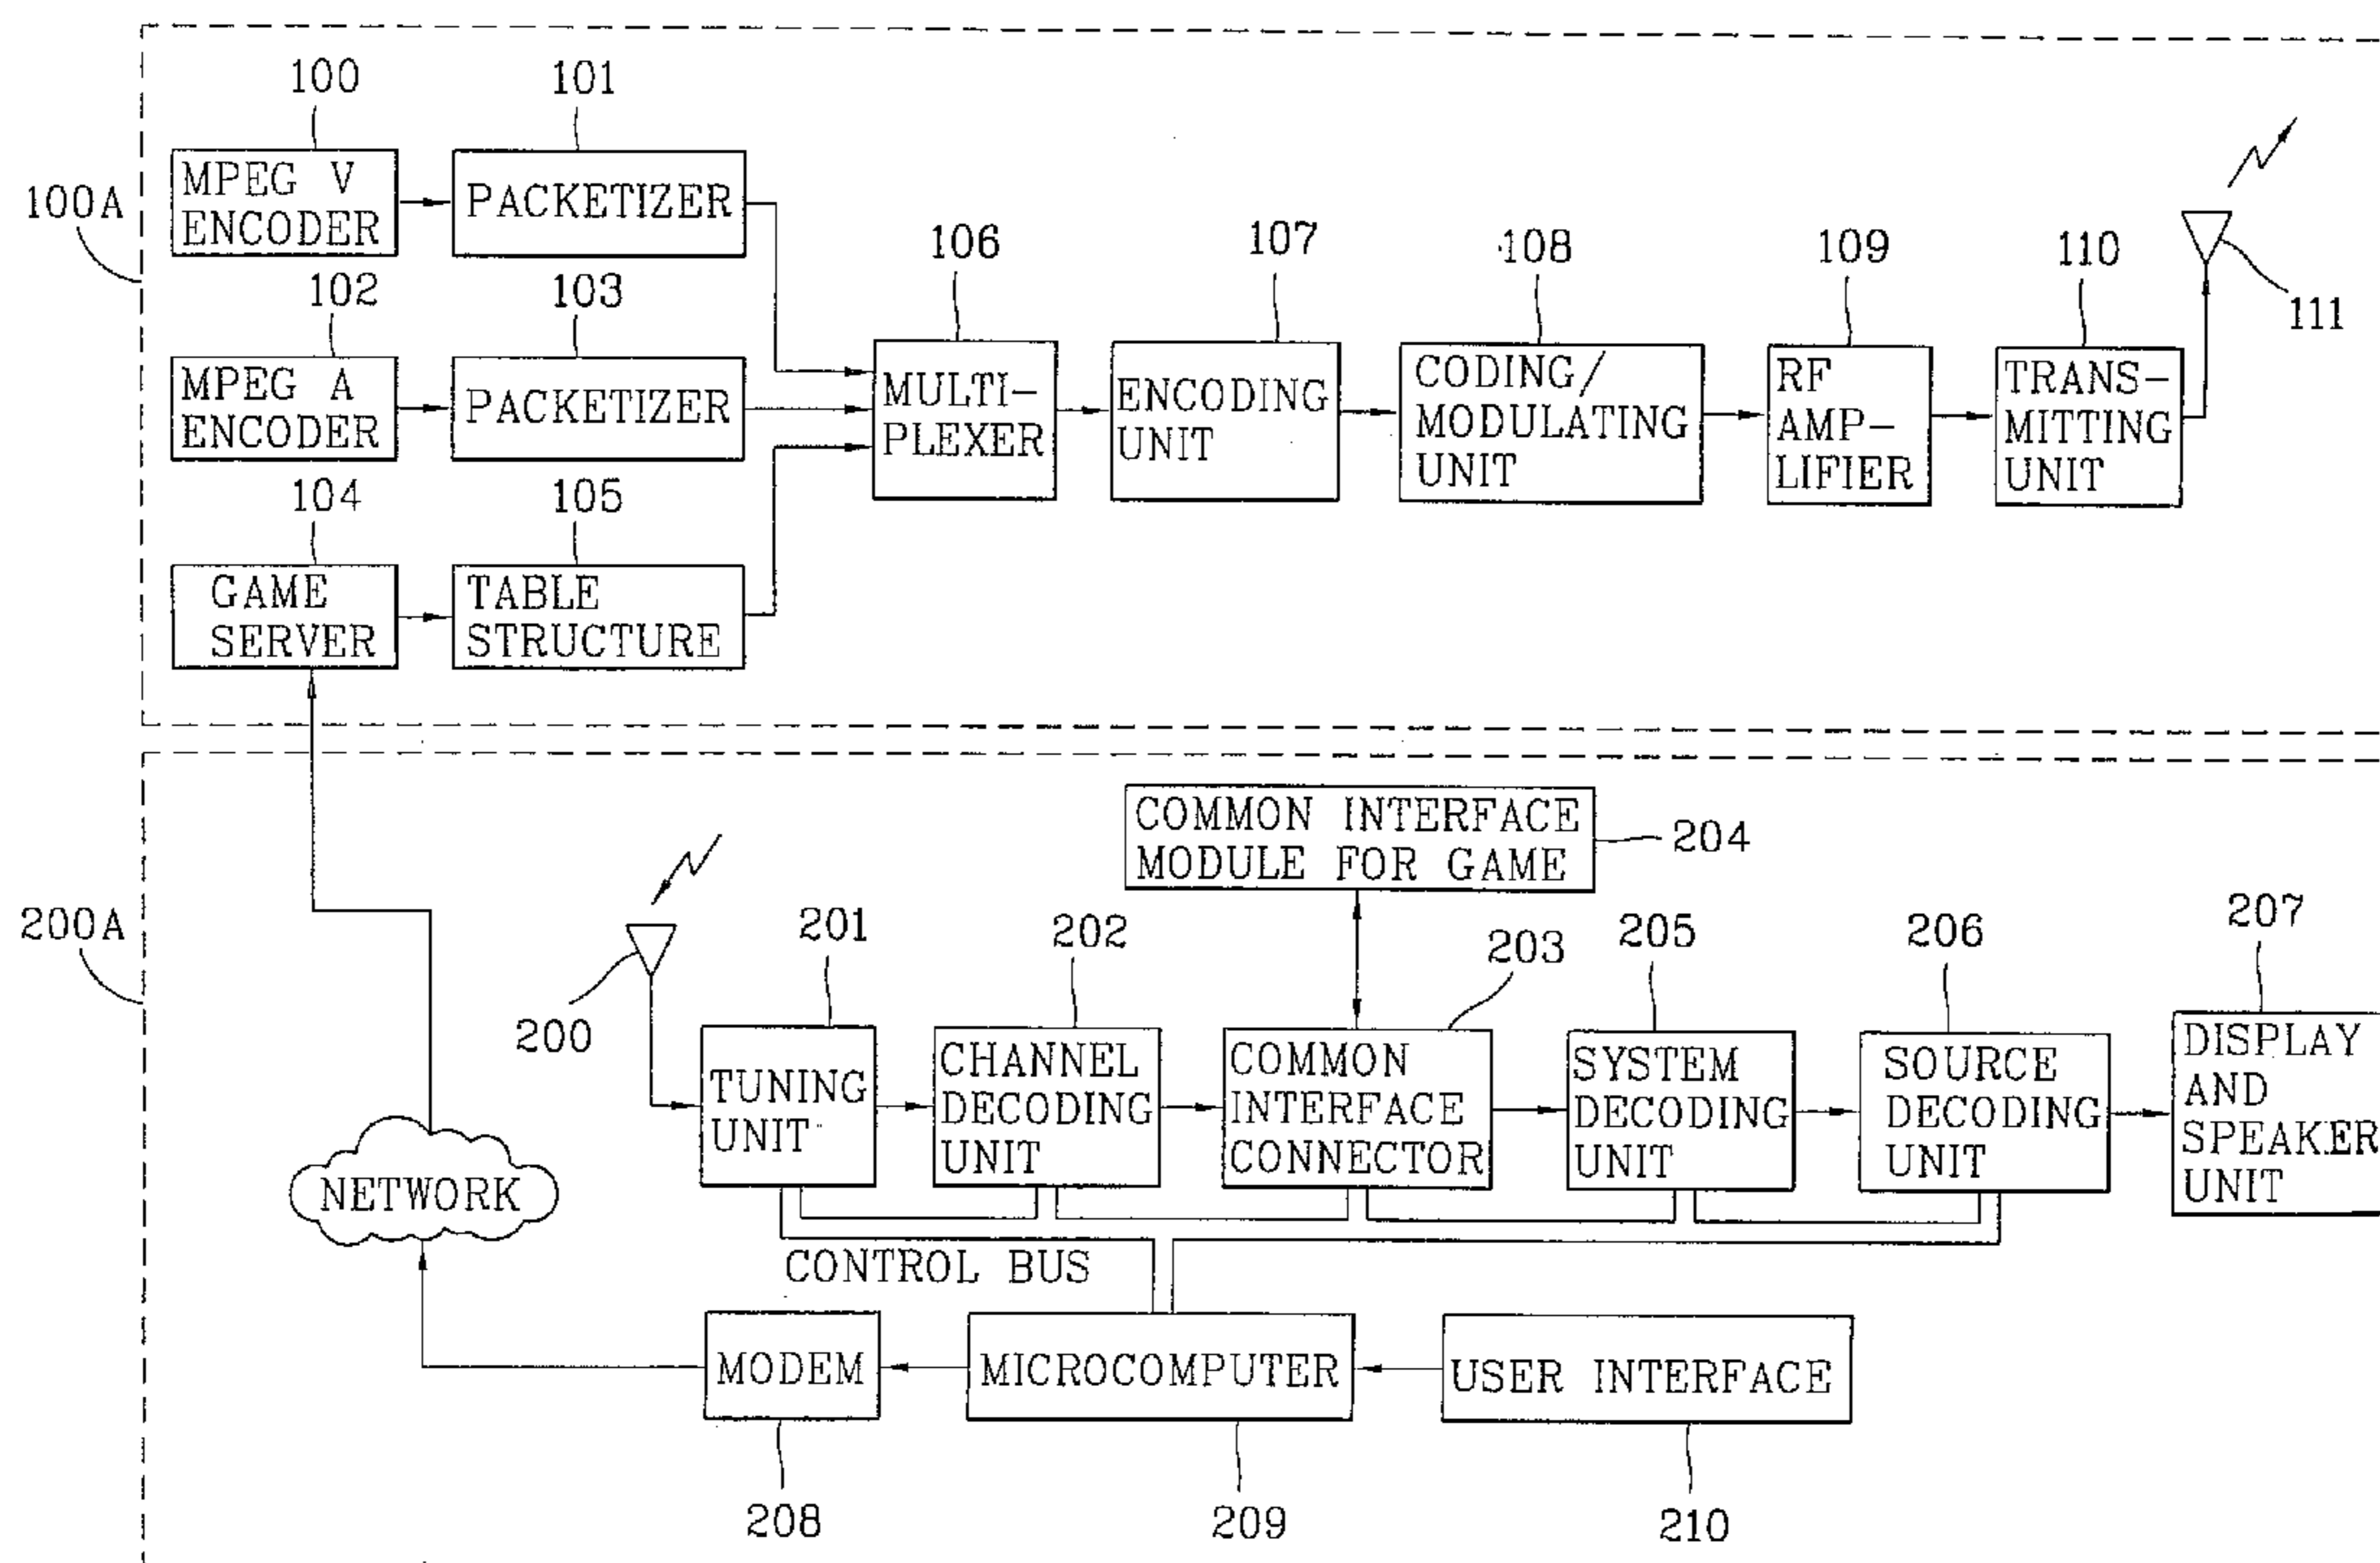 100
101
MPEG V
ENCODER
PACKETIZER
100A
102
103
MPEG A
ENCODER
PACKETIZER
104
105
GAME
SERVER
TABLE
STRUCTURE
106
MULTI-
PLEXER
107
ENCODING
UNIT
108
CODING/
MODULATING
UNIT
109
RF
AMP-
LIFIER
110
TRANS-
MITTING
UNIT
111
COMMON INTERFACE
MODULE FOR GAME
204
200A
200
201
TUNING
UNIT
202
CHANNEL
DECODING
UNIT
203
COMMON
INTERFACE
CONNECTOR
205
SYSTEM
DECODING
UNIT
206
SOURCE
DECODING
UNIT
207
DISPLAY
AND
SPEAKER
UNIT
NETWORK
CONTROL BUS
MODEM
MICROCOMPUTER
USER INTERFACE
208
209
210